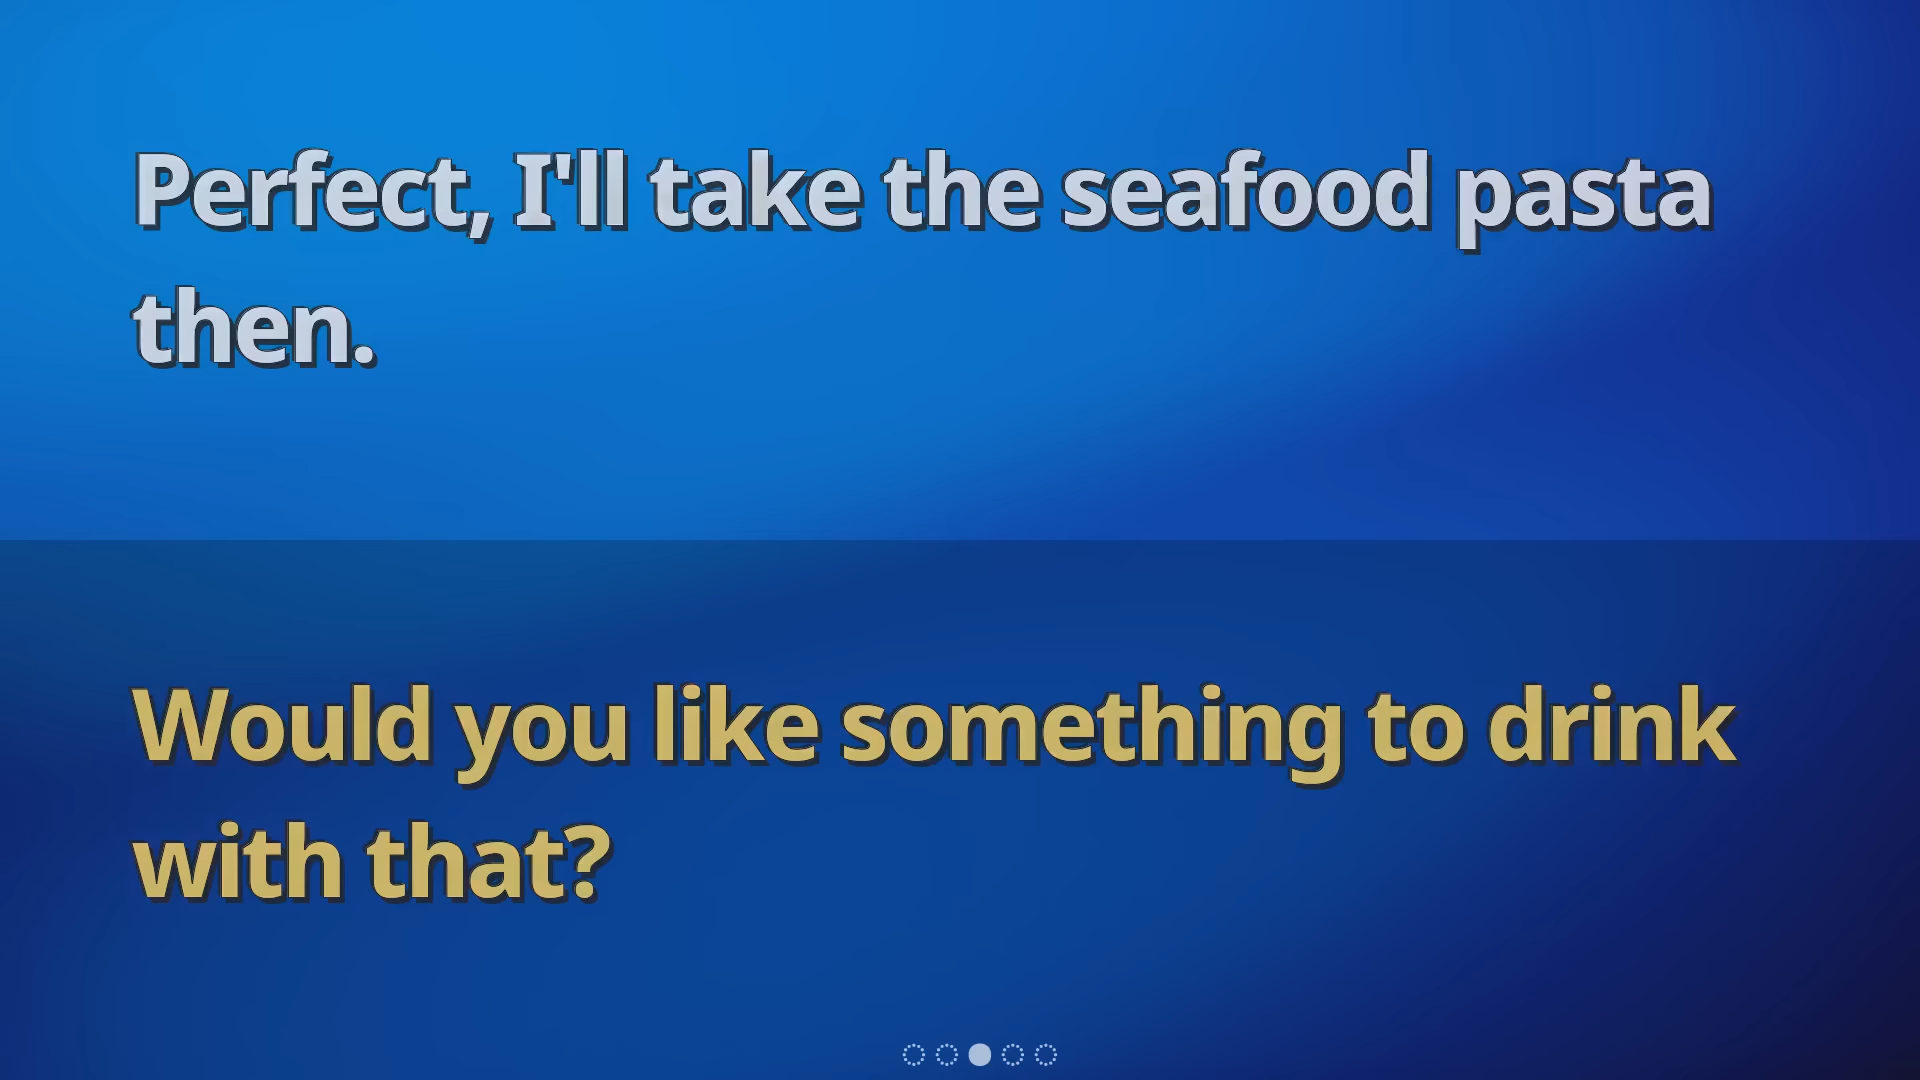 Perfect, I'll take the seafood pasta
then.
Would you like something to drink
with that?